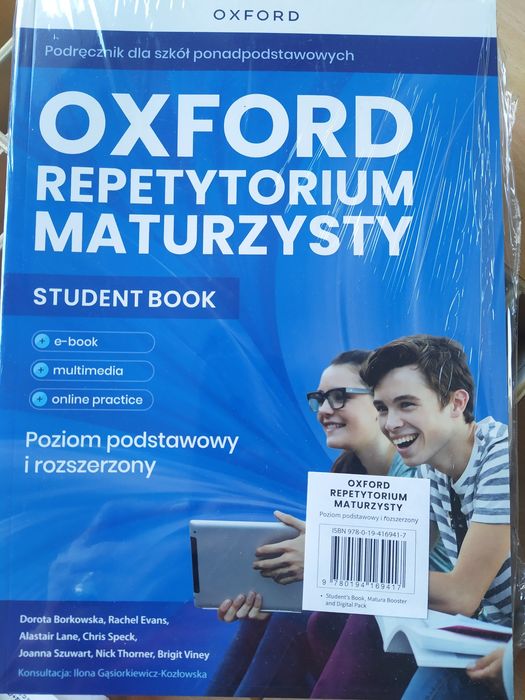 OXFORD
Podręcznik dla szkół ponadpodstawowych
OXFORD
REPETYTORIUM
MATURZYSTY
STUDENT BOOK
+ e-book
+ multimedia
+ online practice
Poziom podstawowy
i rozszerzony
OXFORD
REPETYTORIUM
MATURZYSTY
Poziom podstawowy i rozszerzony
ISBN 978-0-19-416941-7
9 780194 169417
• Student's Book, Matura Booster
and Digital Pack
Dorota Borkowska, Rachel Evans,
Alastair Lane, Chris Speck,
Joanna Szuwart, Nick Thorner, Brigit Viney
Konsultacja: Ilona Gąsiorkiewicz-Kozłowska